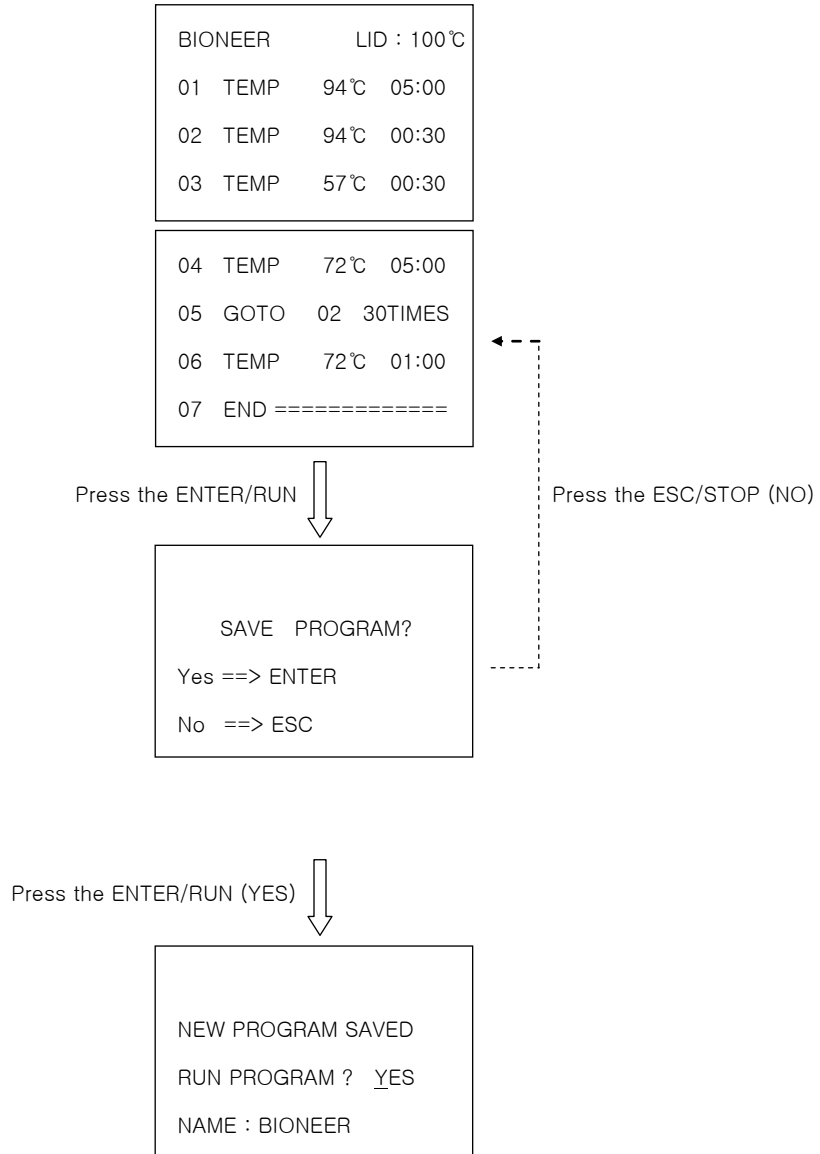 BIONEER LID : 100℃
01 TEMP 94℃ 05:00
02 TEMP 94℃ 00:30
03 TEMP 57℃ 00:30
04 TEMP 72℃ 05:00
05 GOTO 02 30TIMES
06 TEMP 72℃ 01:00
07 END =============
Press the ENTER/RUN
Press the ESC/STOP (NO)
SAVE PROGRAM?
Yes ==> ENTER
No ==> ESC
Press the ENTER/RUN (YES)
NEW PROGRAM SAVED
RUN PROGRAM ? YES
NAME : BIONEER